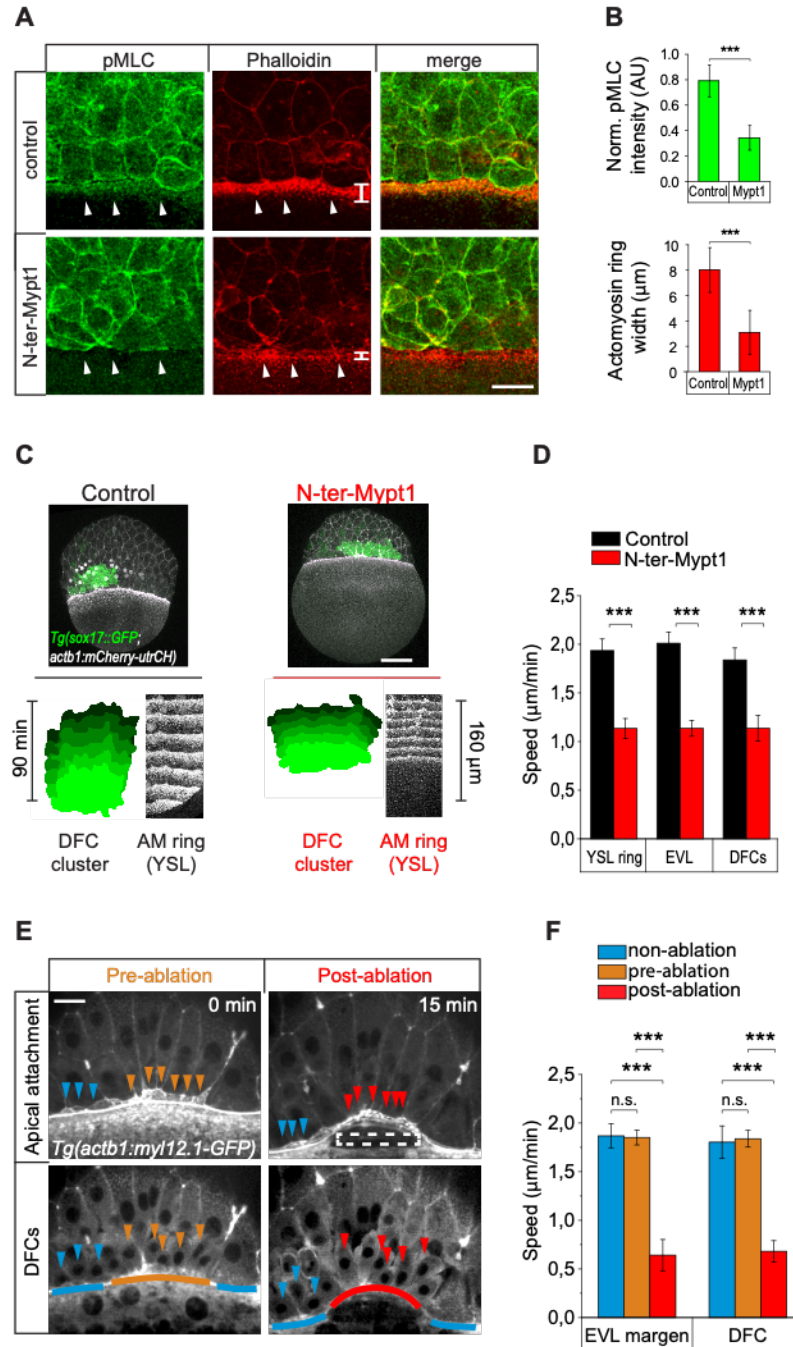 A
pMLC
Phalloidin
merge
control
N-ter-Mypt1
B
Norm. pMLC
intensity (AU)
1.0
0.8
0.6
0.4
0.2
0.0
***
Control
Mypt1
Actomyosin ring
width (µm)
10
8
6
4
2
0
***
Control
Mypt1
C
Control
N-ter-Mypt1
Tg(sox17::GFP;
actb1:mCherry-utrCH)
90 min
160 µm
DFC
cluster
AM ring
(YSL)
DFC
cluster
AM ring
(YSL)
D
Control
N-ter-Mypt1
Speed (µm/min)
2,5
2,0
1,5
1,0
0,5
0,0
***
***
***
YSL ring
EVL
DFCs
E
Pre-ablation
Post-ablation
Apical attachment
0 min
15 min
Tg(actb1:myl12.1-GFP)
DFCs
F
non-ablation
pre-ablation
post-ablation
Speed (µm/min)
2,5
2,0
1,5
1,0
0,5
0,0
***
***
n.s.
***
***
n.s.
EVL margen
DFC